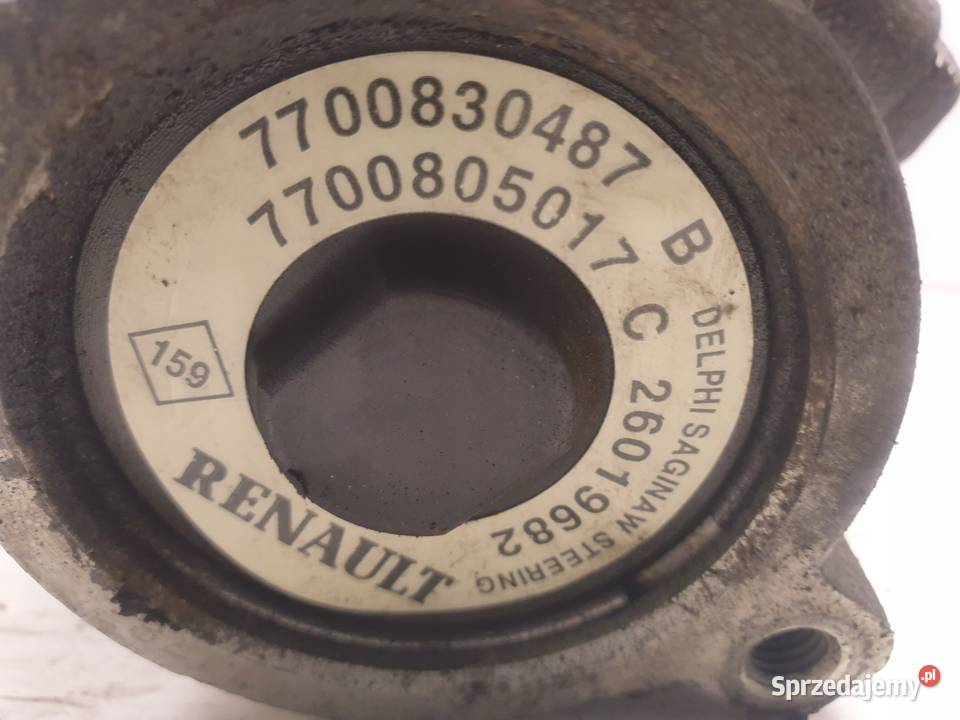 7700830487 B
7700805017 C
DELPHI SAGINAW STEERING
26019682
159
RENAULT
Sprzedajemy.pl